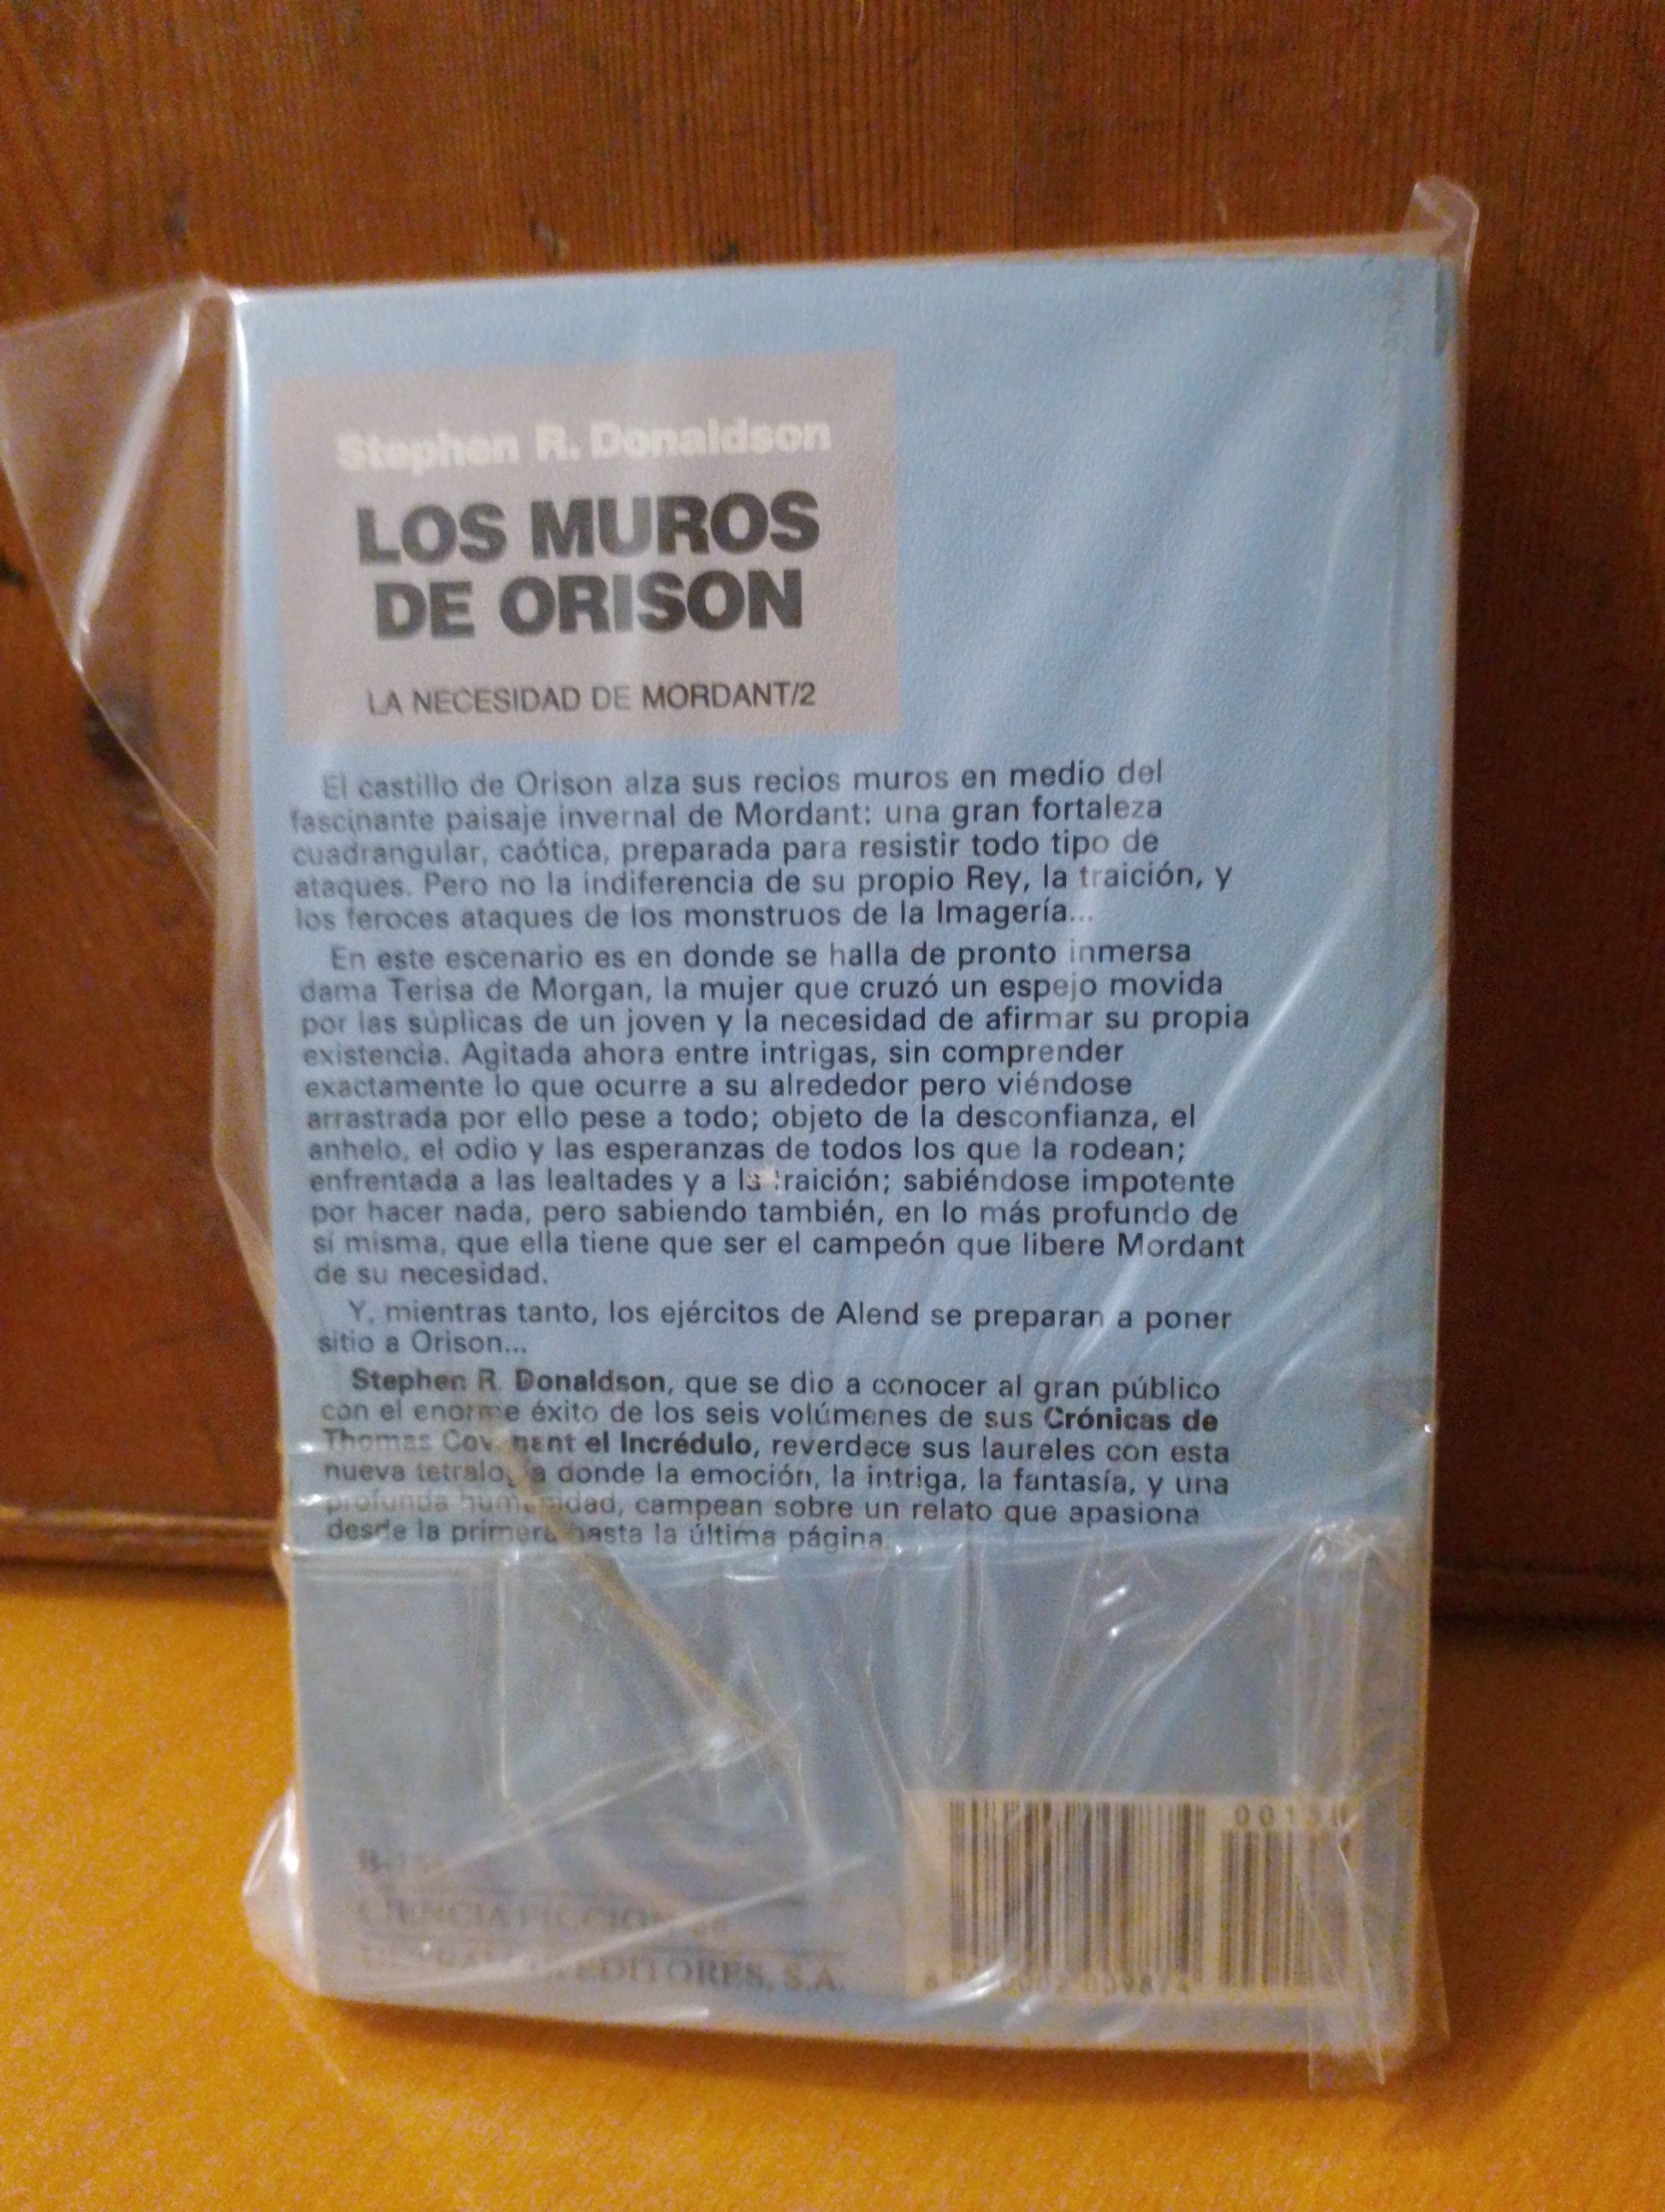 Stephen R. Donaldson
LOS MUROS
DE ORISON
LA NECESIDAD DE MORDANT/2
El castillo de Orison alza sus recios muros en medio del
fascinante paisaje invernal de Mordant: una gran fortaleza
cuadrangular, caótica, preparada para resistir todo tipo de
ataques. Pero no la indiferencia de su propio Rey, la traición, y
los feroces ataques de los monstruos de la Imagería...
En este escenario es en donde se halla de pronto inmersa
dama Terisa de Morgan, la mujer que cruzó un espejo movida
por las súplicas de un joven y la necesidad de afirmar su propia
existencia. Agitada ahora entre intrigas, sin comprender
exactamente lo que ocurre a su alrededor pero viéndose
arrastrada por ello pese a todo; objeto de la desconfianza, el
anhelo, el odio y las esperanzas de todos los que la rodean;
enfrentada a las lealtades y a la traición; sabiéndose impotente
por hacer nada, pero sabiendo también, en lo más profundo de
sí misma, que ella tiene que ser el campeón que libere Mordant
de su necesidad.
Y, mientras tanto, los ejércitos de Alend se preparan a poner
sitio a Orison...
Stephen R. Donaldson, que se dio a conocer al gran público
con el enorme éxito de los seis volúmenes de sus Crónicas de
Thomas Covenant el Incrédulo, reverdece sus laureles con esta
nueva tetralogía donde la emoción, la intriga, la fantasía, y una
profunda humanidad, campean sobre un relato que apasiona
desde la primera hasta la última página.
CIENCIA FICCION
EDITORES, S.A.